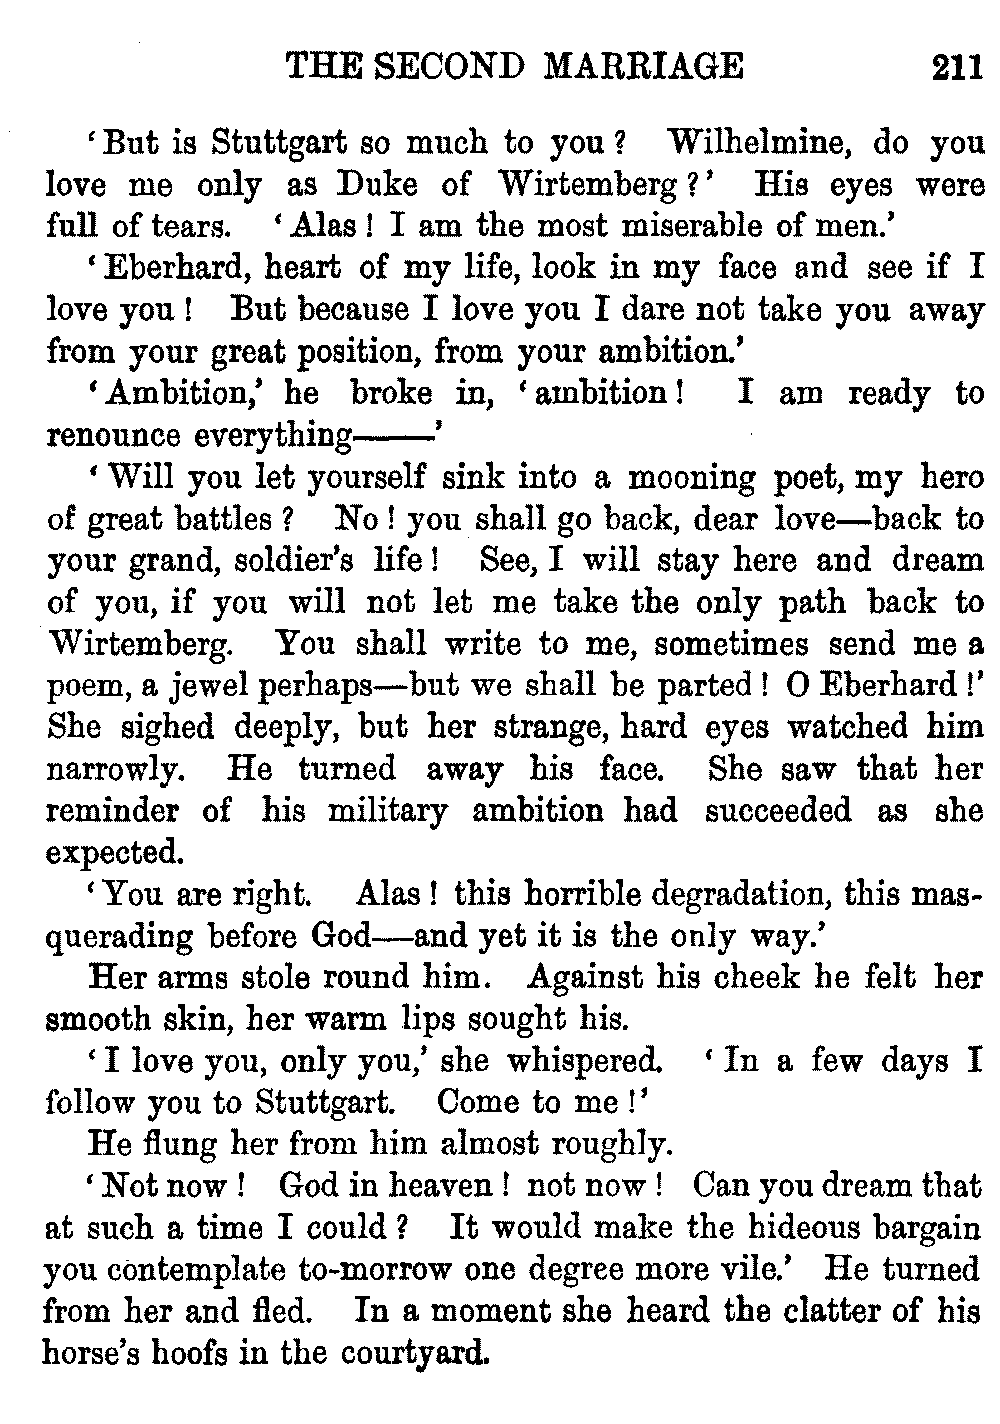 THE SECOND MARRIAGE 211
‘But is Stuttgart so much to you? Wilhelmine, do you
love me only as Duke of Wirtemberg?’ His eyes were
full of tears. ‘Alas! I am the most miserable of men.’
‘Eberhard, heart of my life, look in my face and see if I
love you! But because I love you I dare not take you away
from your great position, from your ambition.’
‘Ambition,’ he broke in, ‘ambition! I am ready to
renounce everything——’
‘Will you let yourself sink into a mooning poet, my hero
of great battles? No! you shall go back, dear love—back to
your grand, soldier's life! See, I will stay here and dream
of you, if you will not let me take the only path back to
Wirtemberg. You shall write to me, sometimes send me a
poem, a jewel perhaps—but we shall be parted! O Eberhard!’
She sighed deeply, but her strange, hard eyes watched him
narrowly. He turned away his face. She saw that her
reminder of his military ambition had succeeded as she
expected.
‘You are right. Alas! this horrible degradation, this mas-
querading before God—and yet it is the only way.’
Her arms stole round him. Against his cheek he felt her
smooth skin, her warm lips sought his.
‘I love you, only you,’ she whispered. ‘In a few days I
follow you to Stuttgart. Come to me!’
He flung her from him almost roughly.
‘Not now! God in heaven! not now! Can you dream that
at such a time I could? It would make the hideous bargain
you contemplate to-morrow one degree more vile.’ He turned
from her and fled. In a moment she heard the clatter of his
horse's hoofs in the courtyard.